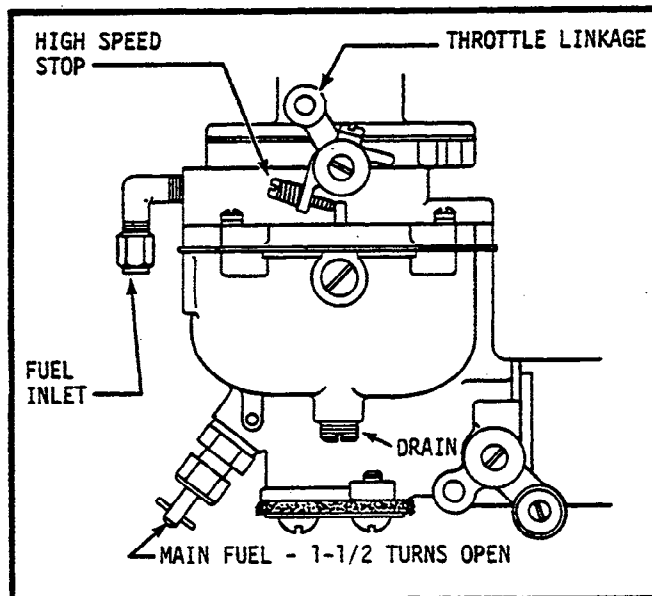 HIGH SPEED
STOP
THROTTLE LINKAGE
FUEL
INLET
DRAIN
MAIN FUEL - 1-1/2 TURNS OPEN